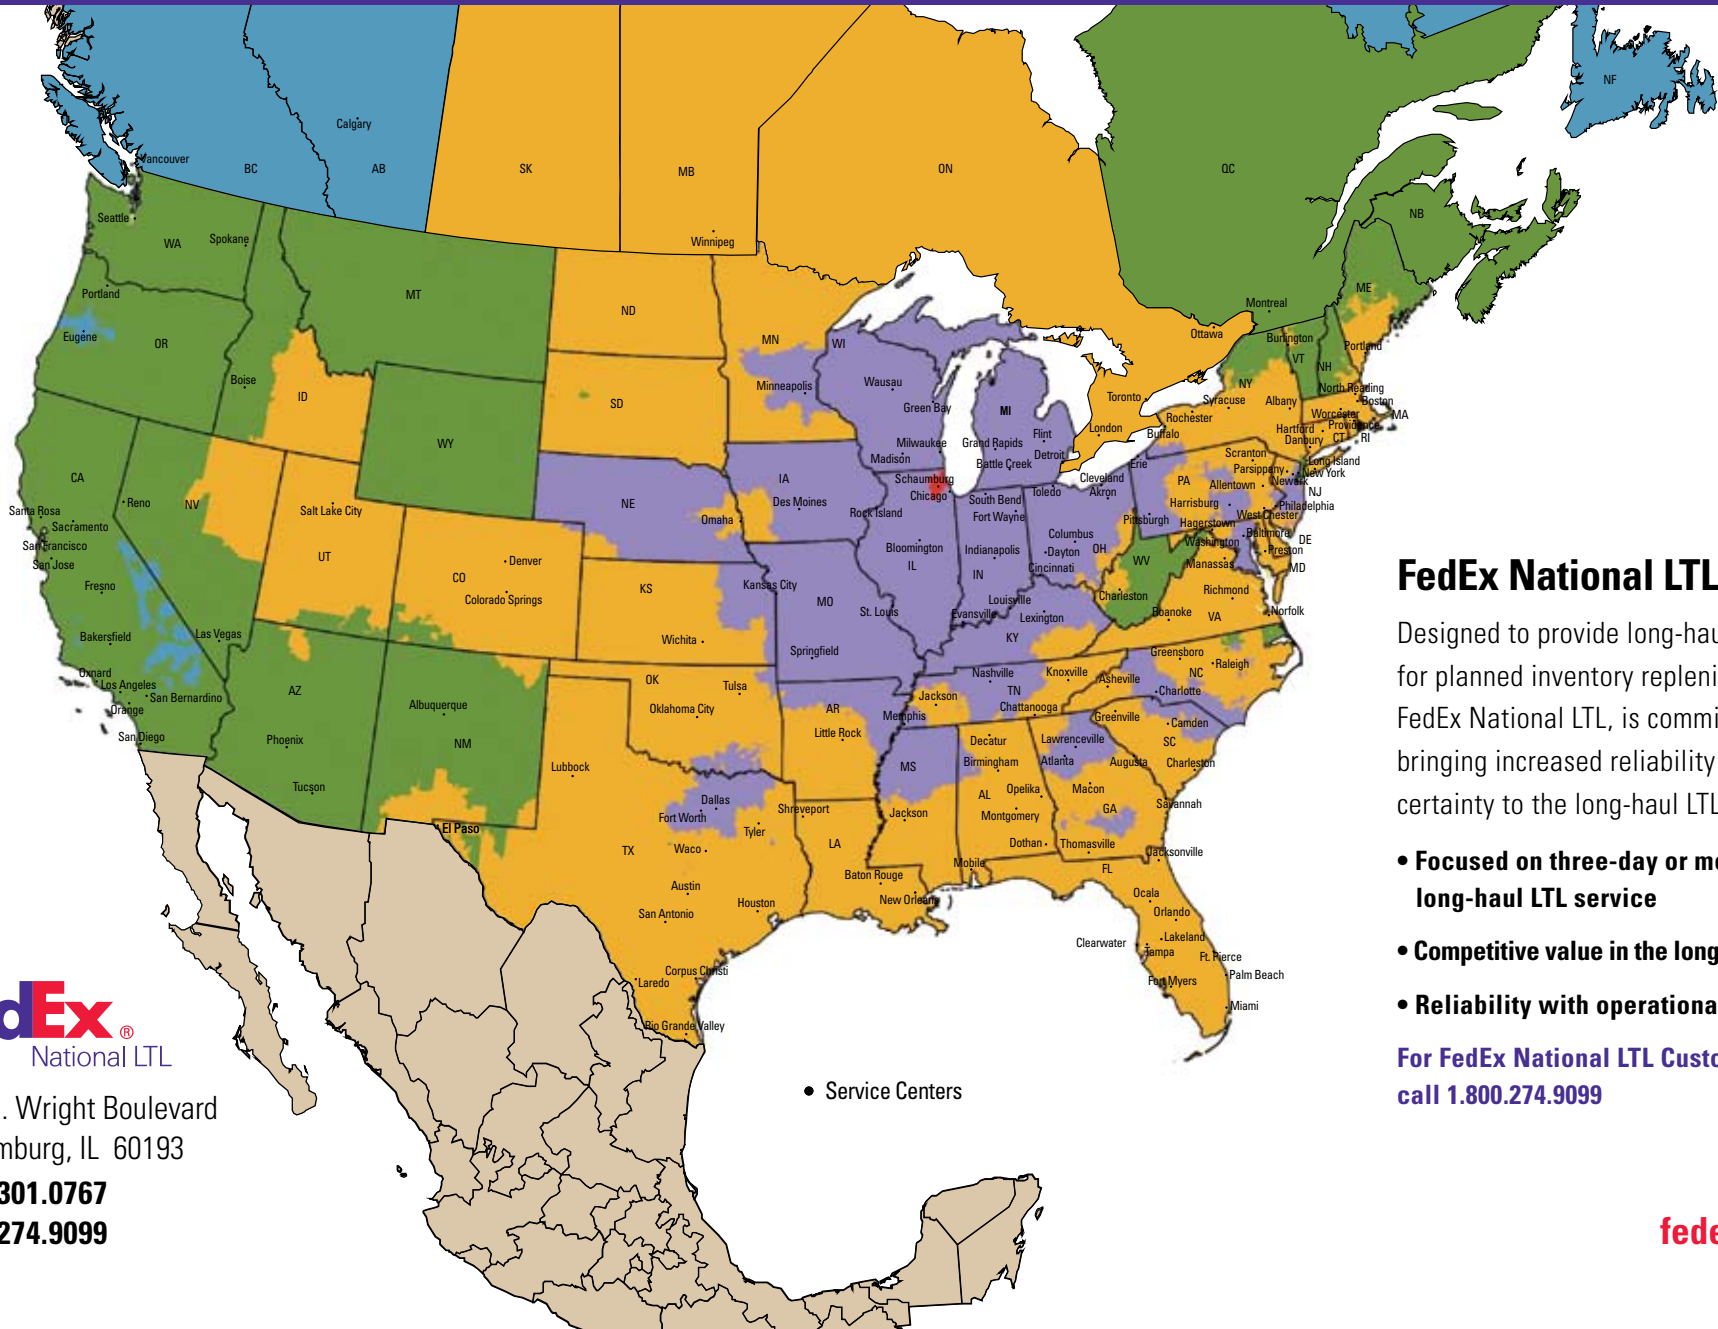 NF
Calgary
Vancouver
BC
AB
SK
MB
ON
QC
NB
Seattle
WA
Spokane
Winnipeg
Portland
MT
ND
MN
WI
Ottawa
Montreal
ME
Burlington
VT
NH
Portland
Eugene
OR
Boise
ID
SD
Minneapolis
Wausau
Green Bay
MI
Toronto
NY
Syracuse
Albany
North Reading
Boston
Worcester
MA
Rochester
Providence
Hartford
Danbury
CT
RI
WY
Milwaukee
Madison
Grand Rapids
Flint
Detroit
Battle Creek
London
Buffalo
Erie
Scranton
Parsippany
Long Island
New York
Newark
CA
NV
Reno
Salt Lake City
NE
IA
Des Moines
Omaha
Schaumburg
Chicago
Rock Island
South Bend
Fort Wayne
Toledo
Cleveland
Akron
PA
Allentown
NJ
Harrisburg
Philadelphia
Santa Rosa
Sacramento
San Francisco
San Jose
Fresno
UT
Denver
CO
Colorado Springs
KS
Kansas City
Wichita
MO
St. Louis
Springfield
Bloomington
IL
Indianapolis
IN
Columbus
Dayton
OH
Cincinnati
Pittsburgh
Hagerstown
West Chester
Washington
Baltimore
DE
Preston
MD
Manassas
WV
Charleston
Richmond
Norfolk
Roanoke
VA
Louisville
Evansville
Lexington
KY
Bakersfield
Las Vegas
Oxnard
Los Angeles
San Bernardino
Orange
San Diego
AZ
Phoenix
Tucson
Albuquerque
NM
OK
Tulsa
Oklahoma City
AR
Little Rock
Memphis
Jackson
Nashville
TN
Chattanooga
Knoxville
Asheville
Greensboro
Raleigh
NC
Charlotte
Greenville
Camden
SC
Charleston
Lubbock
El Paso
Dallas
Fort Worth
Tyler
Shreveport
TX
Waco
LA
MS
Jackson
Decatur
Birmingham
AL
Opelika
Montgomery
Dothan
Mobile
Lawrenceville
Atlanta
Augusta
Macon
GA
Savannah
Thomasville
Jacksonville
FL
Austin
San Antonio
Houston
Baton Rouge
New Orleans
Ocala
Orlando
Lakeland
Clearwater
Tampa
Ft. Pierce
Fort Myers
Palm Beach
Miami
Corpus Christi
Laredo
Rio Grande Valley
• Service Centers
dEx®
National LTL
. Wright Boulevard
mburg, IL 60193
301.0767
274.9099
FedEx National LTL
Designed to provide long-hau
for planned inventory repleni
FedEx National LTL, is commi
bringing increased reliability
certainty to the long-haul LTL
• Focused on three-day or mo
long-haul LTL service
• Competitive value in the long
• Reliability with operationa
For FedEx National LTL Custo
call 1.800.274.9099
fede